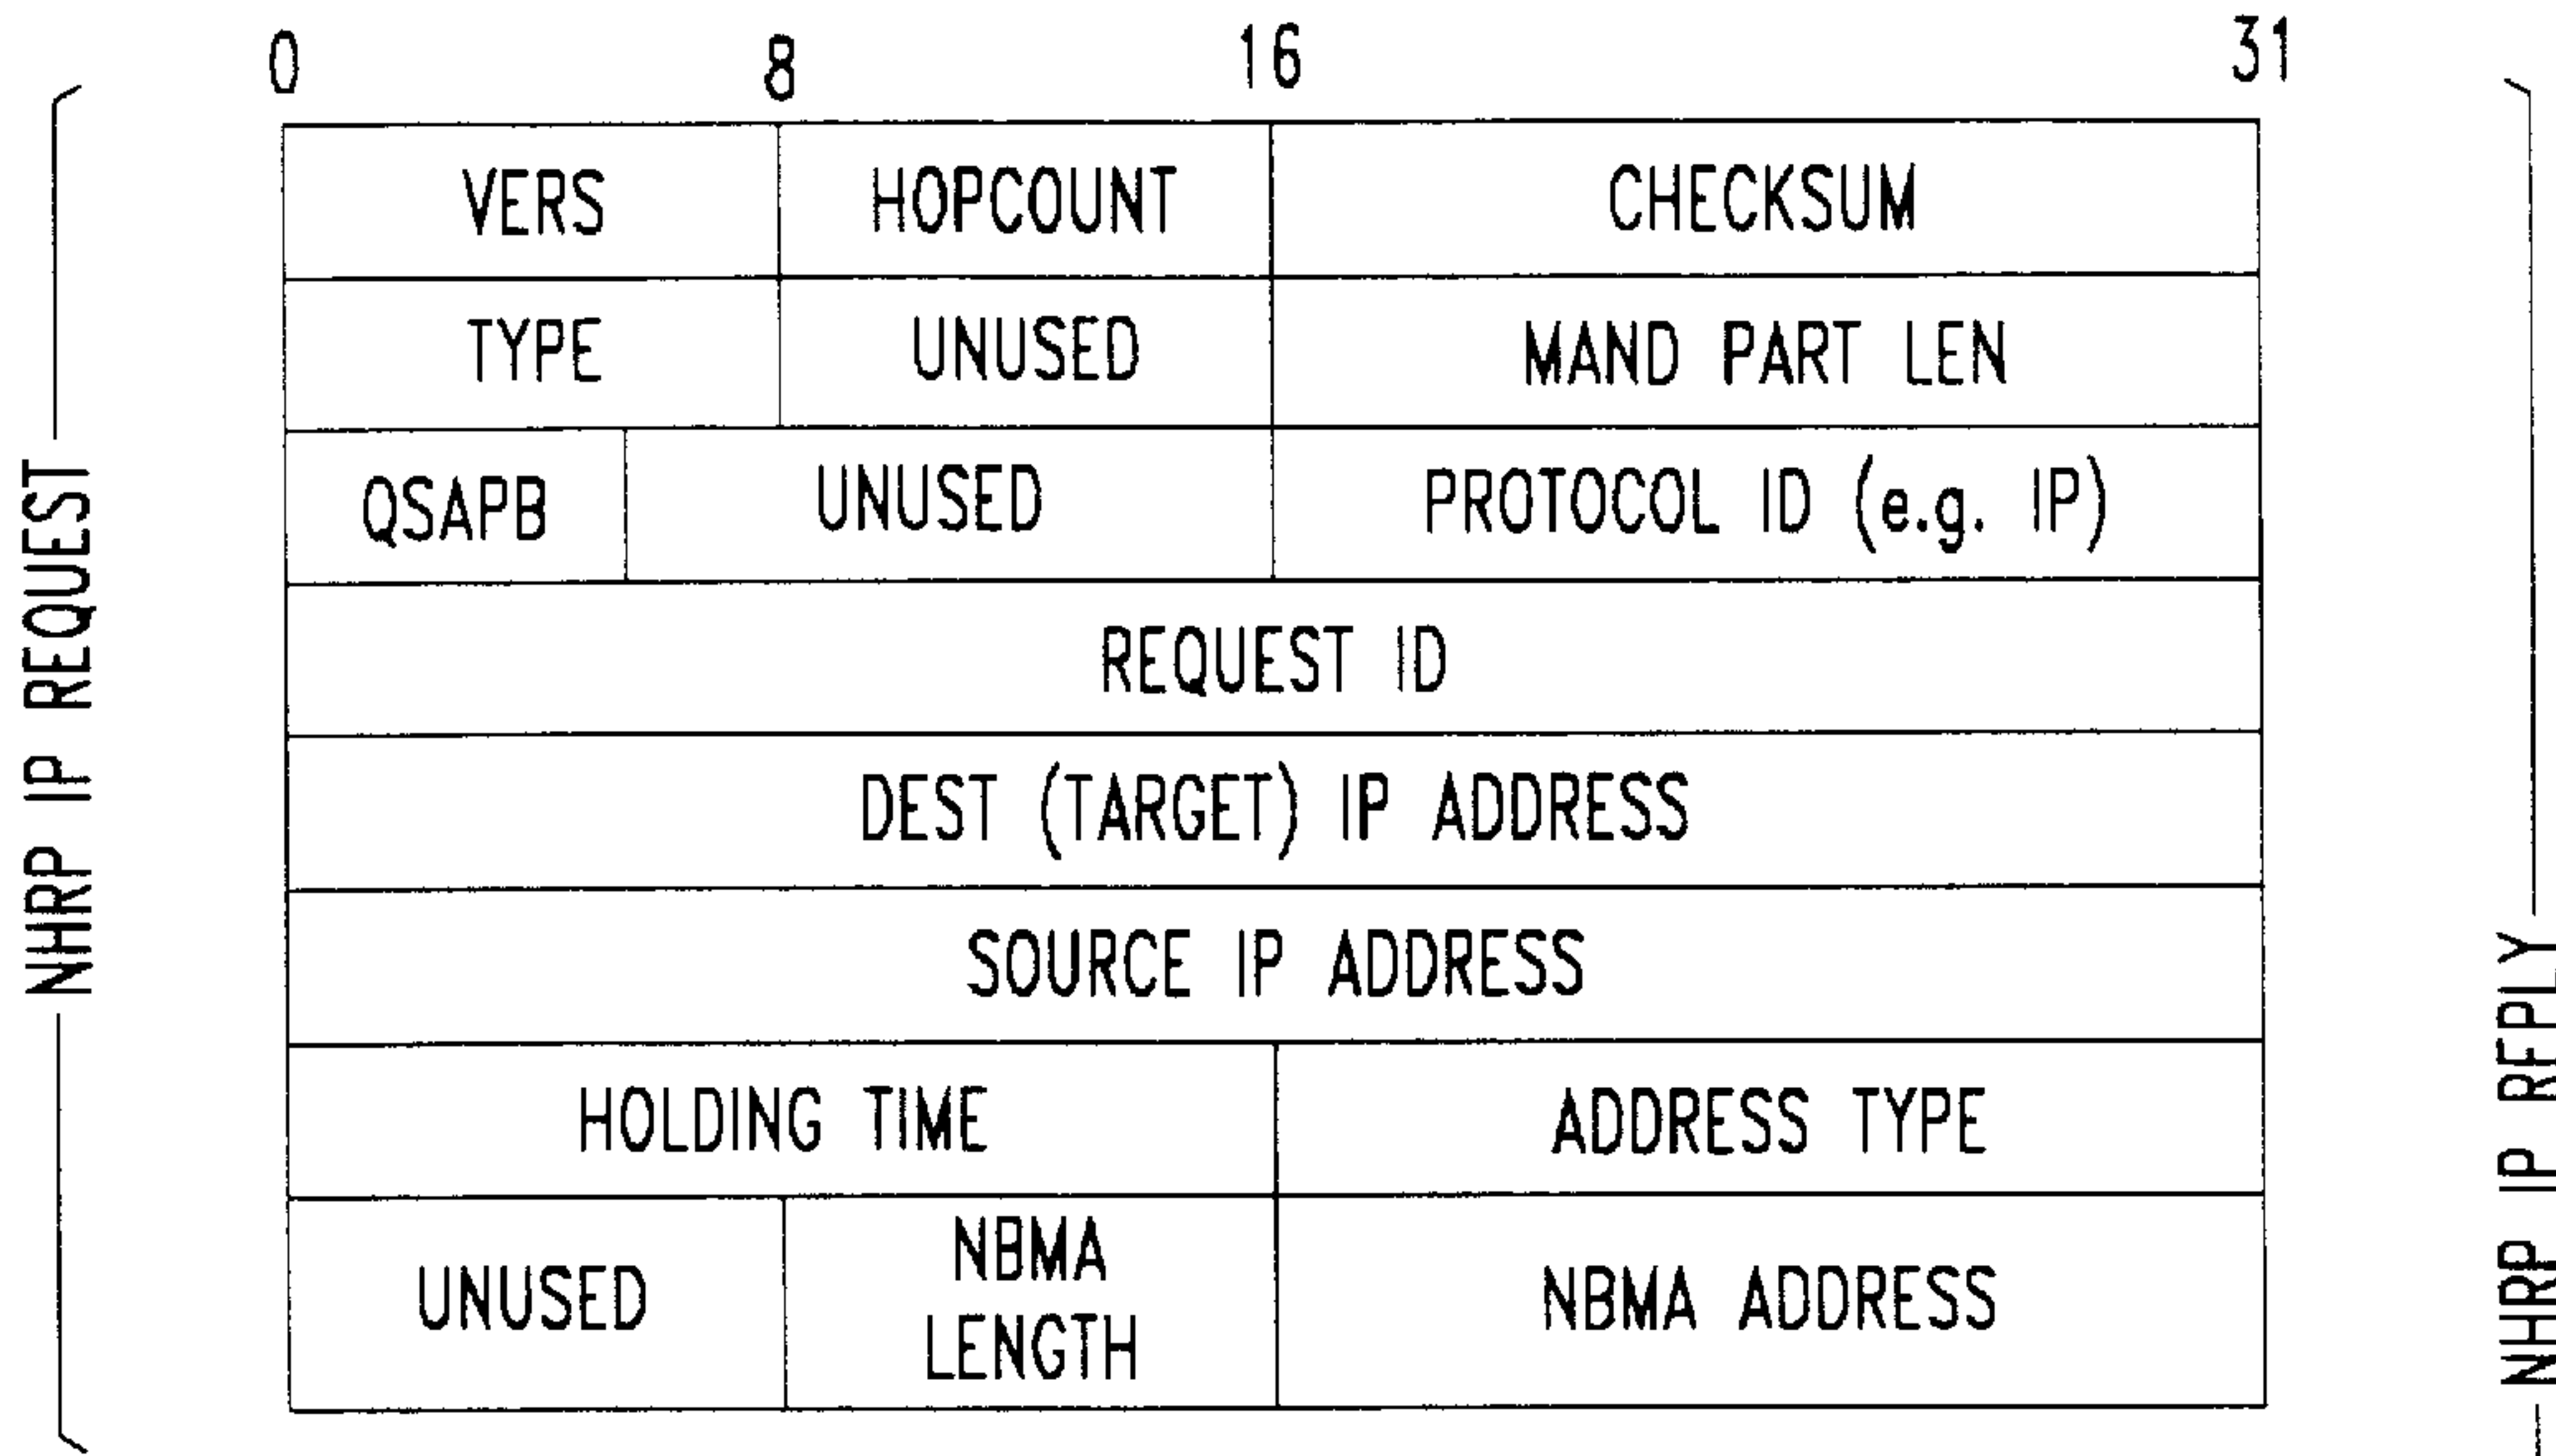 0 8 16 31
VERS HOPCOUNT CHECKSUM
TYPE UNUSED MAND PART LEN
QSAPB UNUSED PROTOCOL ID (e.g. IP)
REQUEST ID
DEST (TARGET) IP ADDRESS
SOURCE IP ADDRESS
HOLDING TIME ADDRESS TYPE
UNUSED NBMA LENGTH NBMA ADDRESS
NHRP IP REQUEST
NHRP IP REPLY